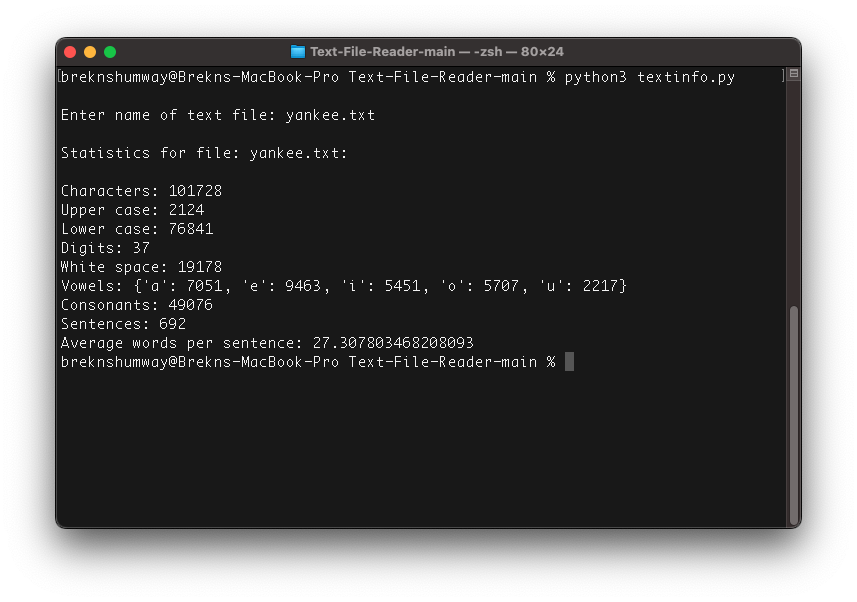 Text-File-Reader-main — -zsh — 80×24
[breknshumway@Brekns-MacBook-Pro Text-File-Reader-main % python3 textinfo.py ]
Enter name of text file: yankee.txt
Statistics for file: yankee.txt:
Characters: 101728
Upper case: 2124
Lower case: 76841
Digits: 37
White space: 19178
Vowels: {'a': 7051, 'e': 9463, 'i': 5451, 'o': 5707, 'u': 2217}
Consonants: 49076
Sentences: 692
Average words per sentence: 27.307803468208093
breknshumway@Brekns-MacBook-Pro Text-File-Reader-main %